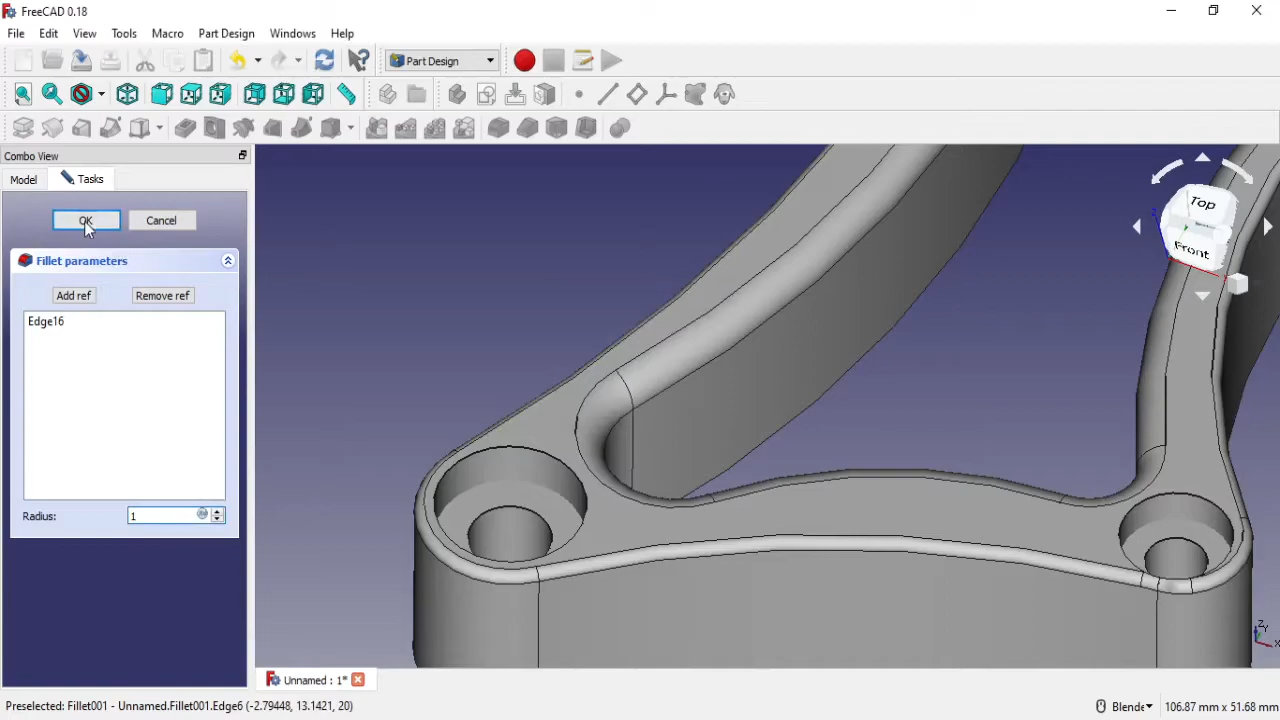 FreeCAD 0.18
File Edit View Tools Macro Part Design Windows Help
Part Design
Combo View
Model Tasks
OK Cancel
Fillet parameters
Add ref Remove ref
Edge16
Radius: 1
Top
Front
Z
X
Unnamed : 1*
Preselected: Fillet001 - Unnamed.Fillet001.Edge6 (-2.79448, 13.1421, 20) Blende 106.87 mm x 51.68 mm